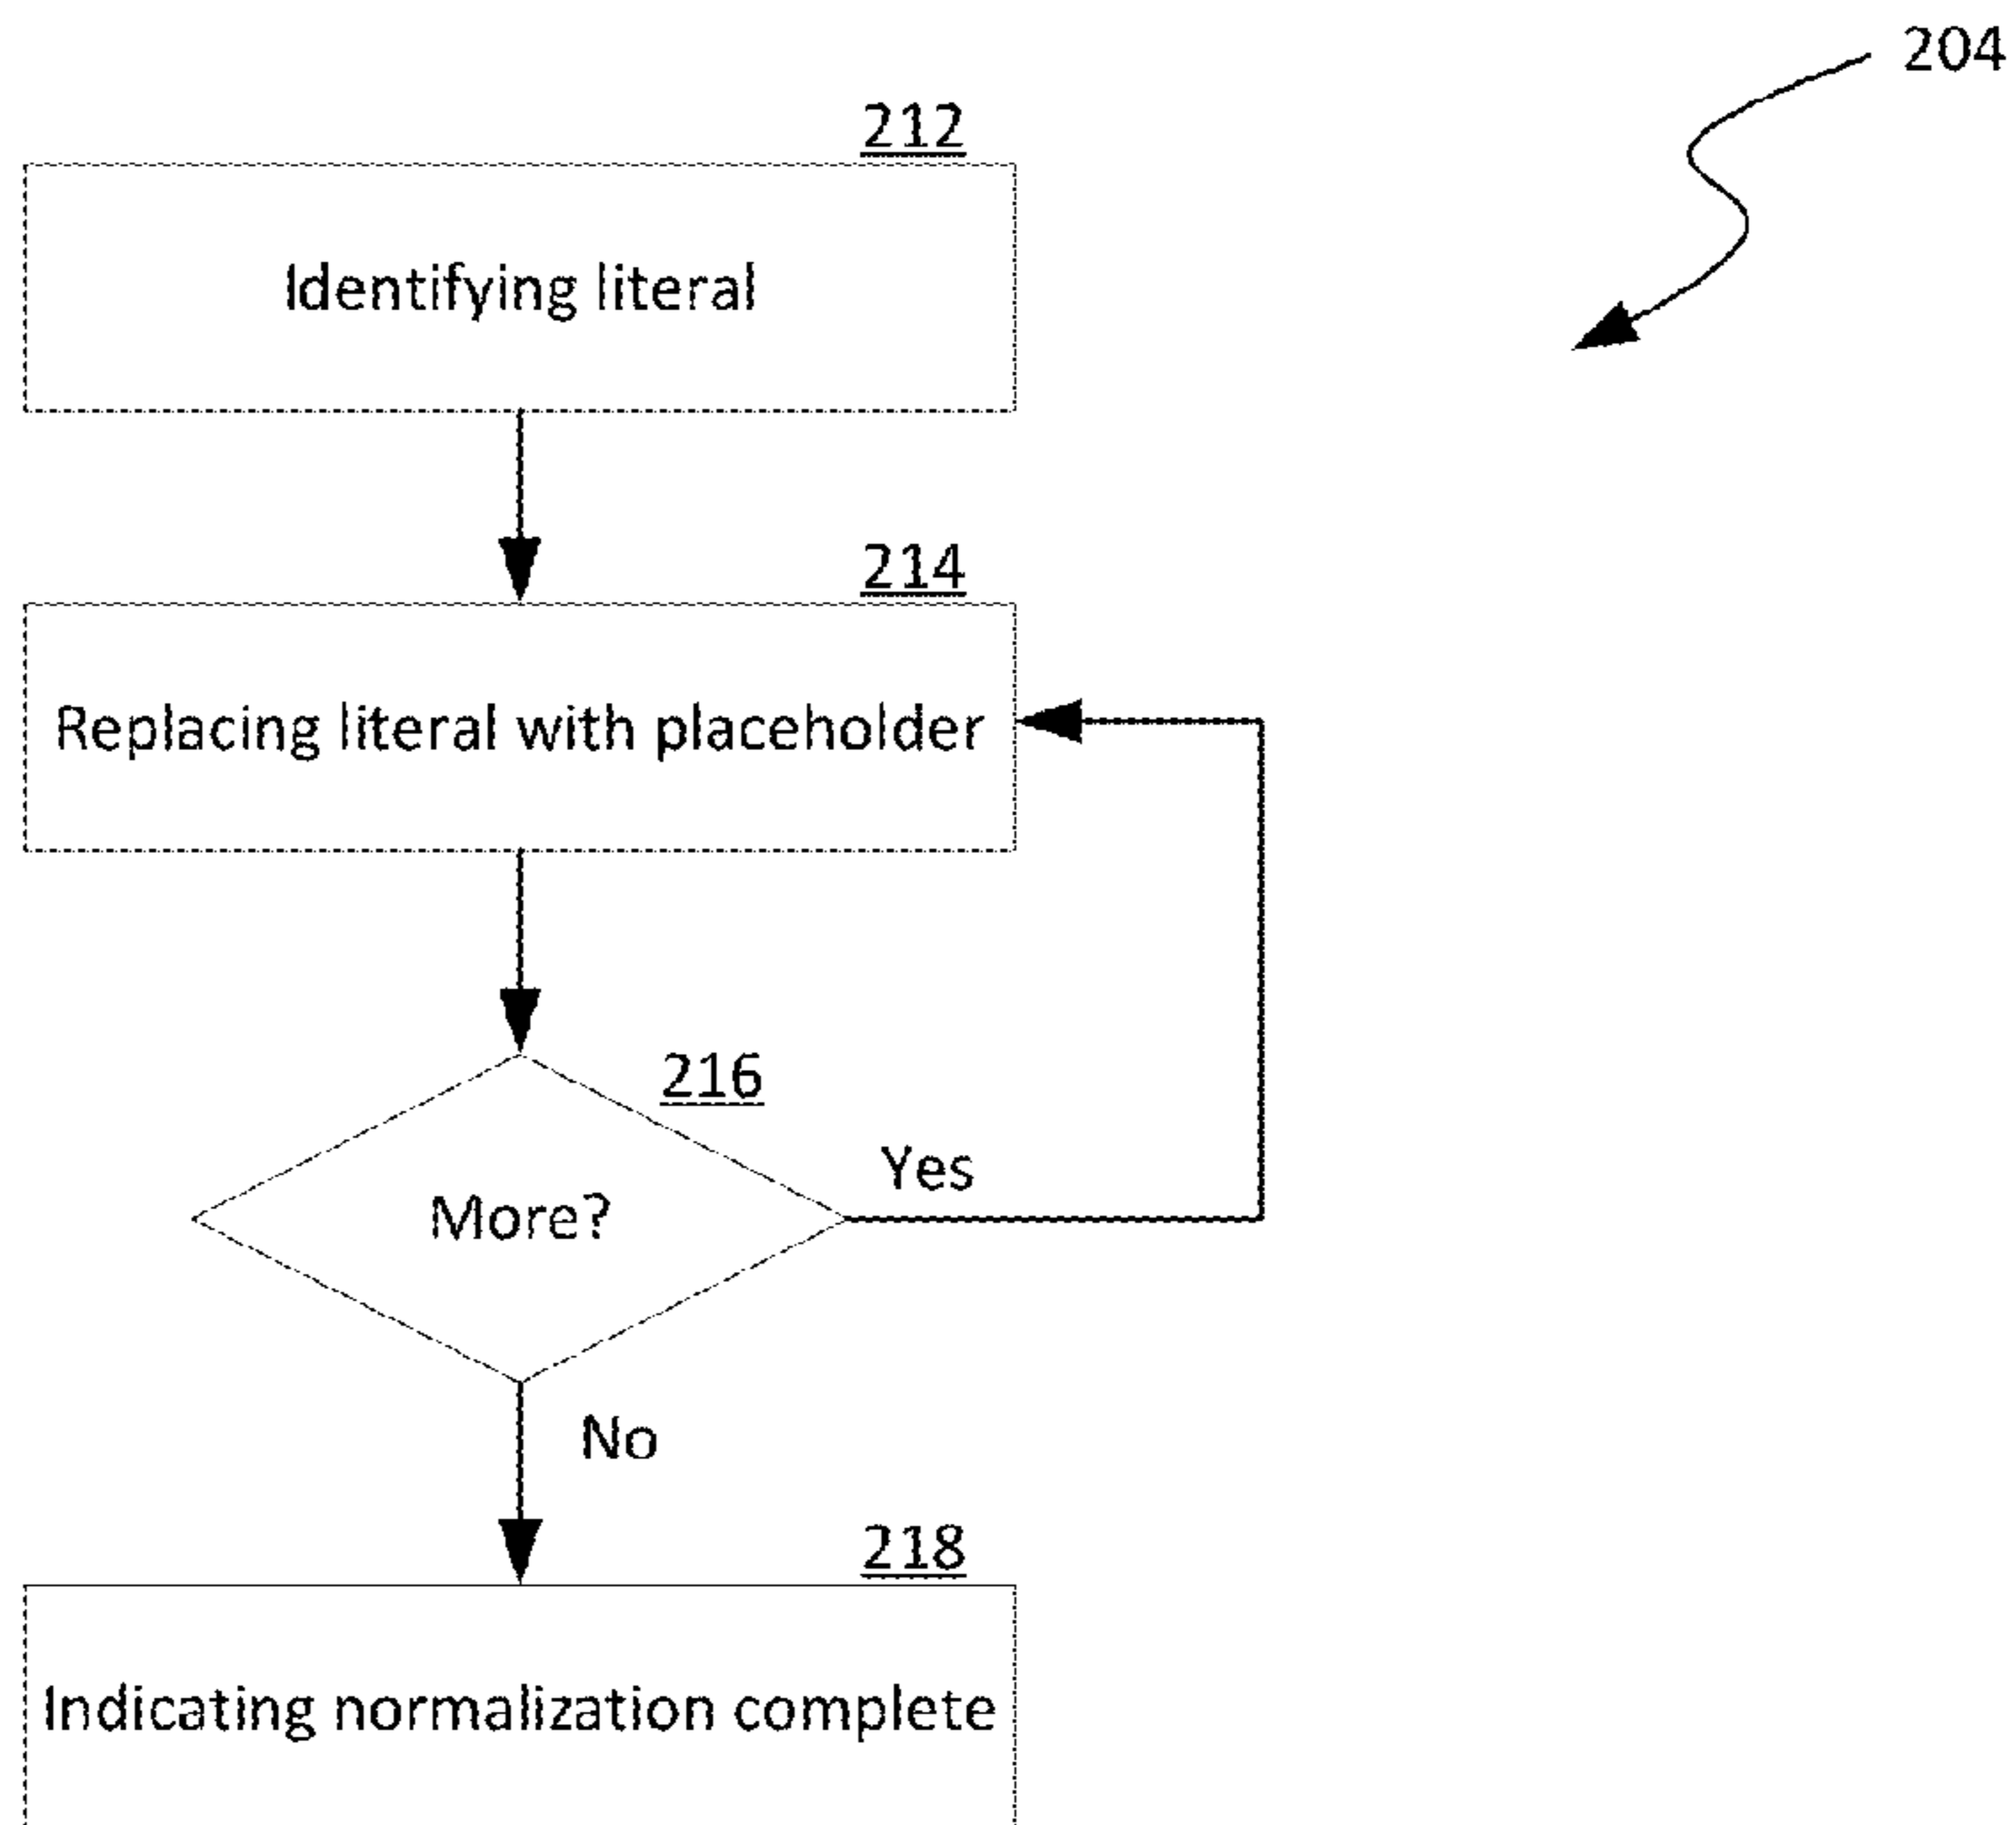 204
212
Identifying literal
214
Replacing literal with placeholder
216
Yes
More?
No
218
Indicating normalization complete